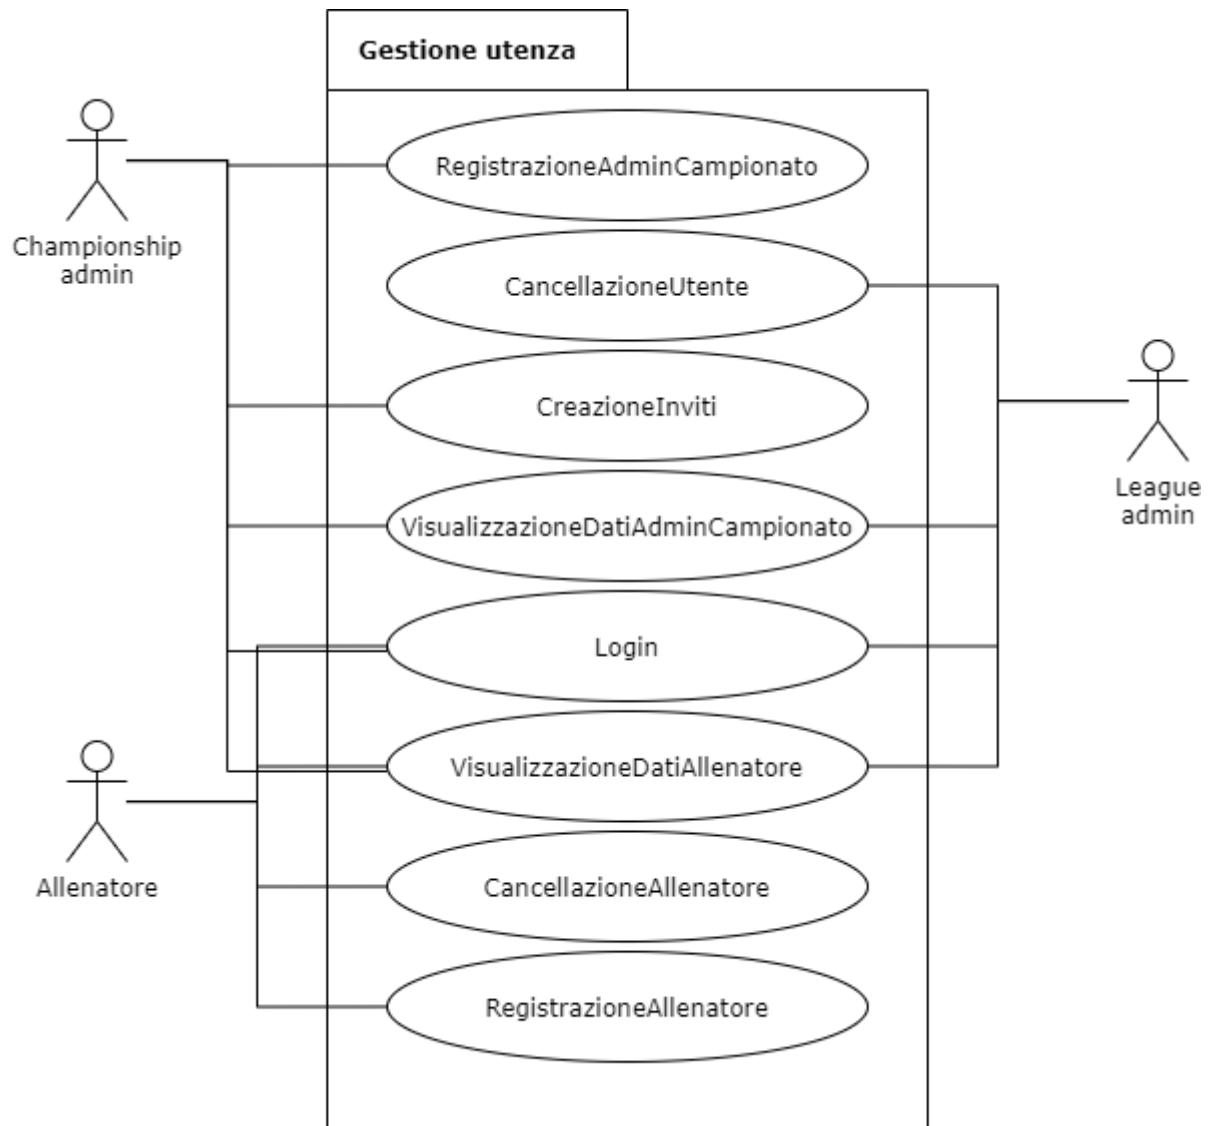 Gestione utenza
RegistrazioneAdminCampionato
Championship
admin
CancellazioneUtente
CreazioneInviti
League
admin
VisualizzazioneDatiAdminCampionato
Login
VisualizzazioneDatiAllenatore
Allenatore
CancellazioneAllenatore
RegistrazioneAllenatore